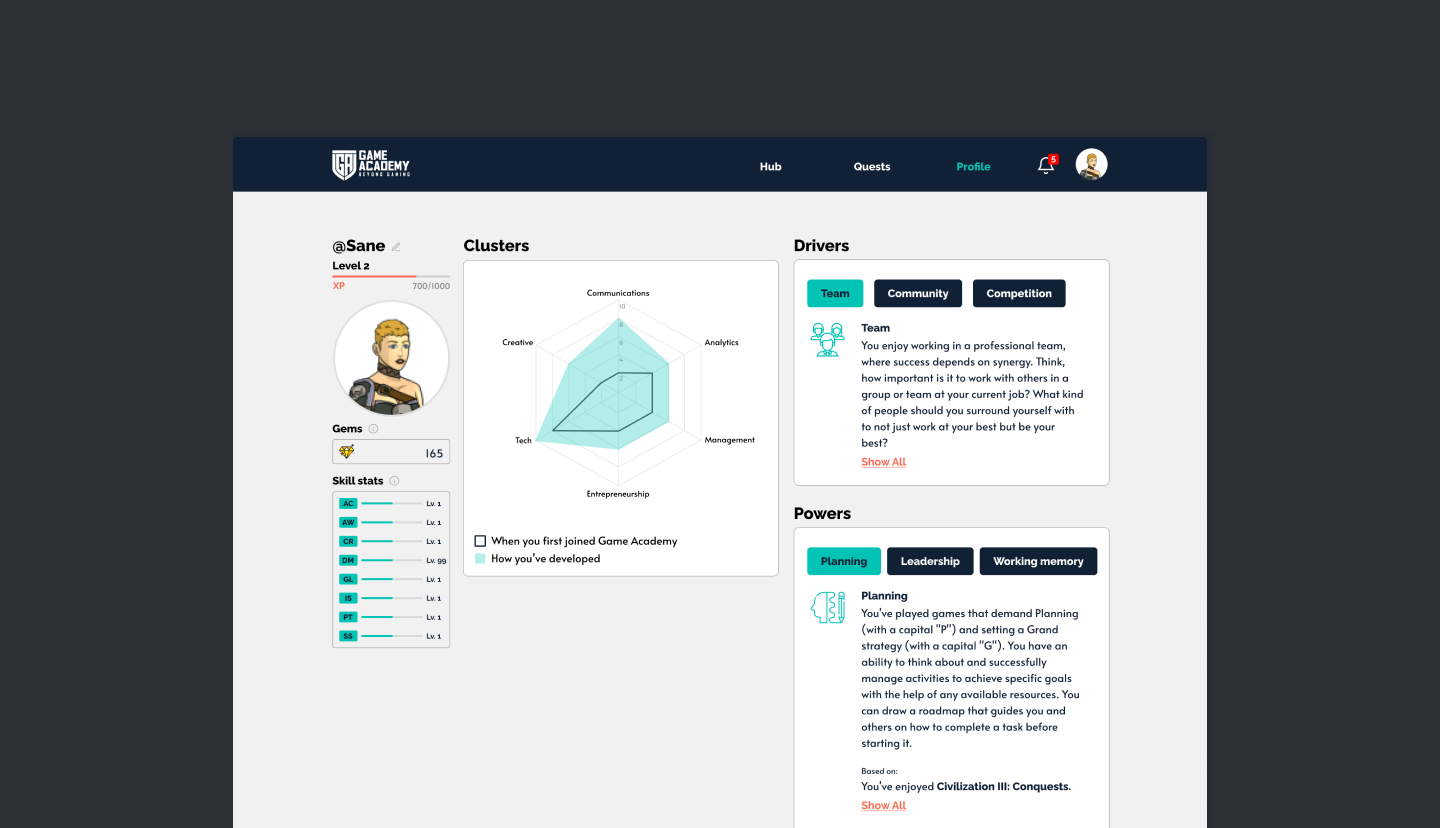 GAME
ACADEMY
BEYOND GAMING
Hub
Quests
Profile
5
@Sane
Level 2
XP
700/1000
Gems
165
Skill stats
AC Lv. 1
AW Lv. 1
CR Lv. 1
DM Lv. 99
GL Lv. 1
IS Lv. 1
PT Lv. 1
SS Lv. 1
Clusters
Communications
10
8
6
4
2
Creative
Analytics
Tech
Management
Entrepreneurship
When you first joined Game Academy
How you've developed
Drivers
Team
Community
Competition
Team
You enjoy working in a professional team,
where success depends on synergy. Think,
how important is it to work with others in a
group or team at your current job? What kind
of people should you surround yourself with
to not just work at your best but be your
best?
Show All
Powers
Planning
Leadership
Working memory
Planning
You've played games that demand Planning
(with a capital "P") and setting a Grand
strategy (with a capital "G"). You have an
ability to think about and successfully
manage activities to achieve specific goals
with the help of any available resources. You
can draw a roadmap that guides you and
others on how to complete a task before
starting it.
Based on:
You've enjoyed Civilization III: Conquests.
Show All